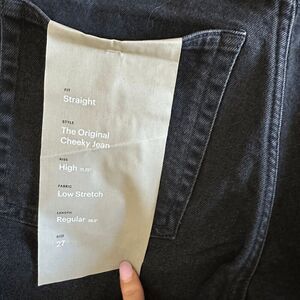 FIT
Straight
STYLE
The Original
Cheeky Jean
RISE
High
FABRIC
Low Stretch
LENGTH
Regular
SIZE
27